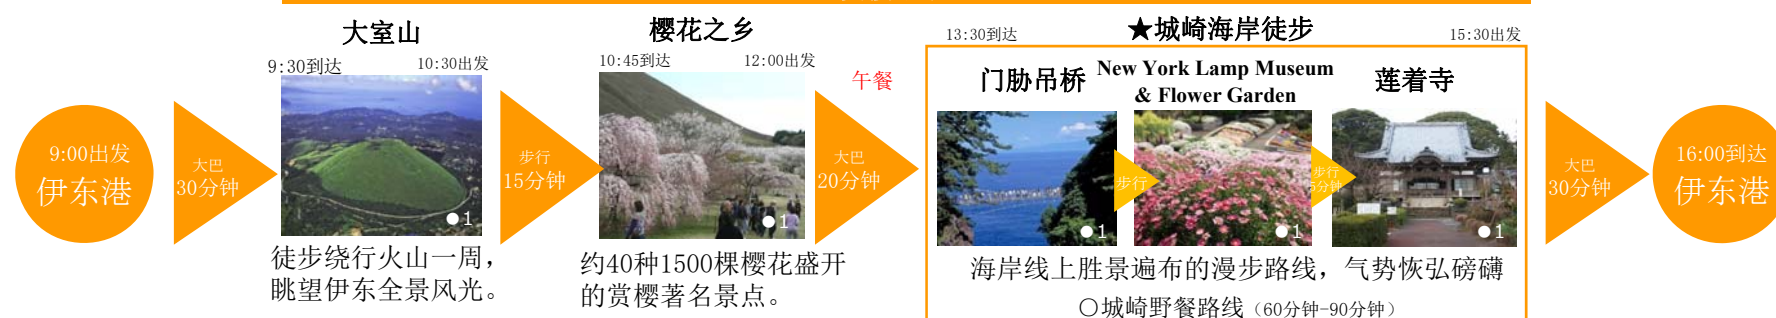 9:00出发
伊东港
大巴
30分钟
大室山
9:30到达
10:30出发
●1
徒步绕行火山一周，
眺望伊东全景风光。
步行
15分钟
樱花之乡
10:45到达
12:00出发
●1
约40种1500棵樱花盛开
的赏樱著名景点。
午餐
大巴
20分钟
13:30到达
★城崎海岸徒步
15:30出发
门胁吊桥
●1
步行
New York Lamp Museum
& Flower Garden
●1
步行
5分钟
莲着寺
●1
海岸线上胜景遍布的漫步路线，气势恢弘磅礴
〇城崎野餐路线（60分钟-90分钟）
大巴
30分钟
16:00到达
伊东港